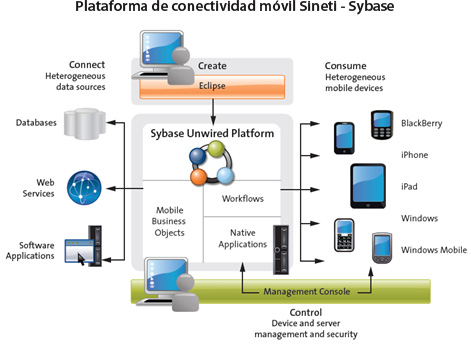 Plataforma de conectividad móvil Sineti - Sybase
Connect
Heterogeneous
data sources
Create
Eclipse
Consume
Heterogeneous
mobile devices
Databases
Web
Services
Software
Applications
Sybase Unwired Platform
Mobile
Business
Objects
Workflows
Native
Applications
BlackBerry
iPhone
iPad
Windows
Windows Mobile
Management Console
Control
Device and server
management and security